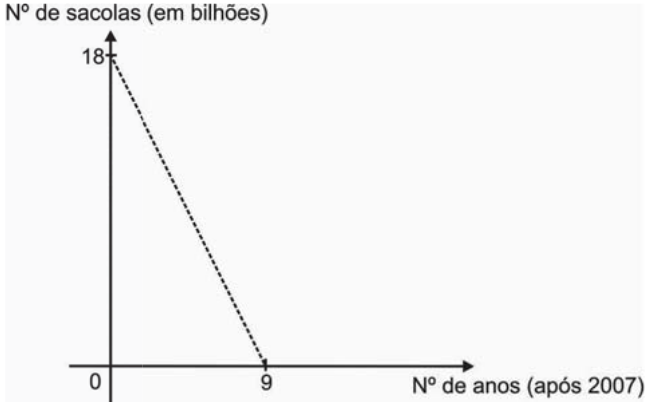 Nº de sacolas (em bilhões)
18
0
9
Nº de anos (após 2007)